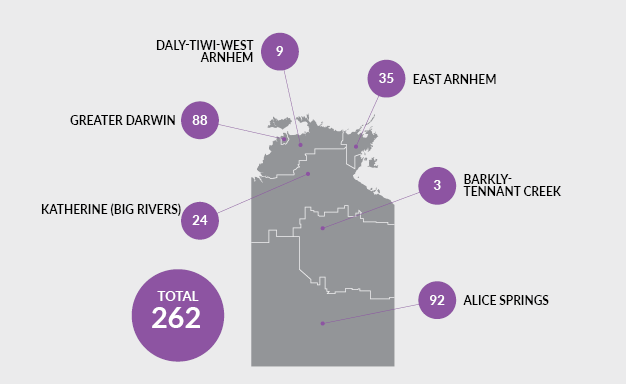 DALY-TIWI-WEST
ARNHEM
9
35
EAST ARNHEM
GREATER DARWIN
88
3
BARKLY-
TENNANT CREEK
KATHERINE (BIG RIVERS)
24
TOTAL
262
92
ALICE SPRINGS